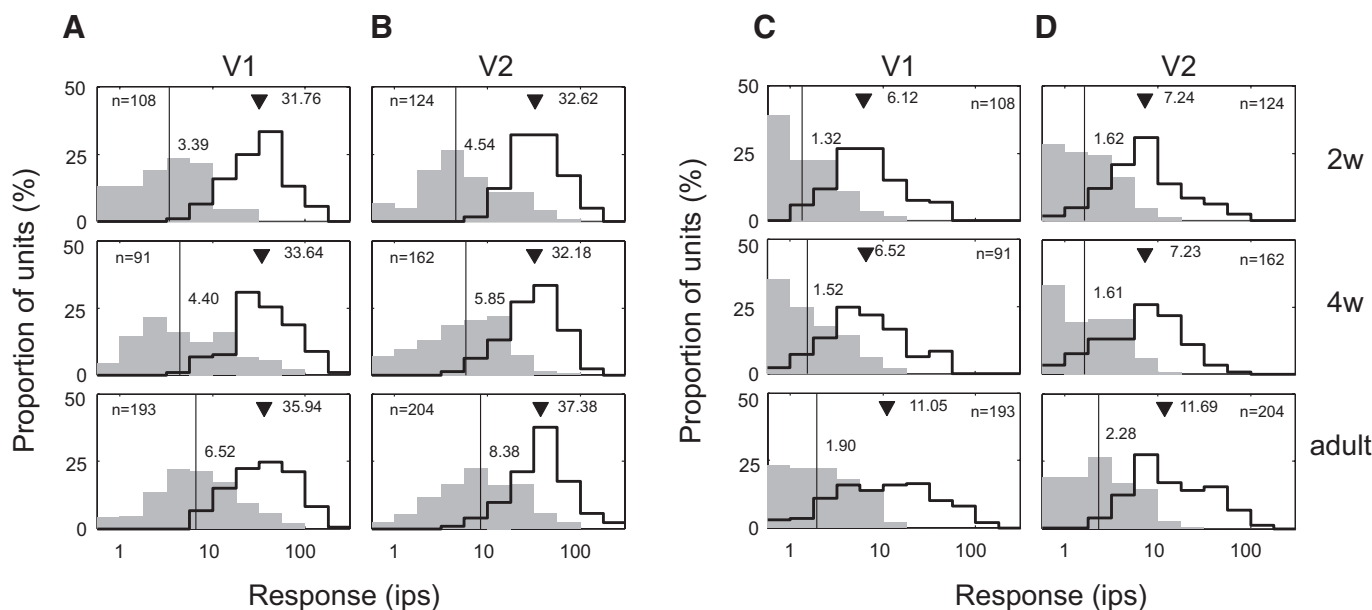 A B C D
V1 V2 V1 V2
50 n=108 31.76 n=124 32.62 50 6.12 n=108 7.24 n=124
3.39 4.54 1.32 1.62
25 25 2w
0 0
50 n=91 33.64 n=162 32.18 50 6.52 n=91 7.23 n=162
4.40 5.85 1.52 1.61
25 25 4w
0 0
50 n=193 35.94 n=204 37.38 50 11.05 n=193 11.69 n=204
6.52 8.38 1.90 2.28
25 25 adult
0 0
1 10 100 1 10 100 1 10 100 1 10 100
Proportion of units (%) Proportion of units (%)
Response (ips) Response (ips)